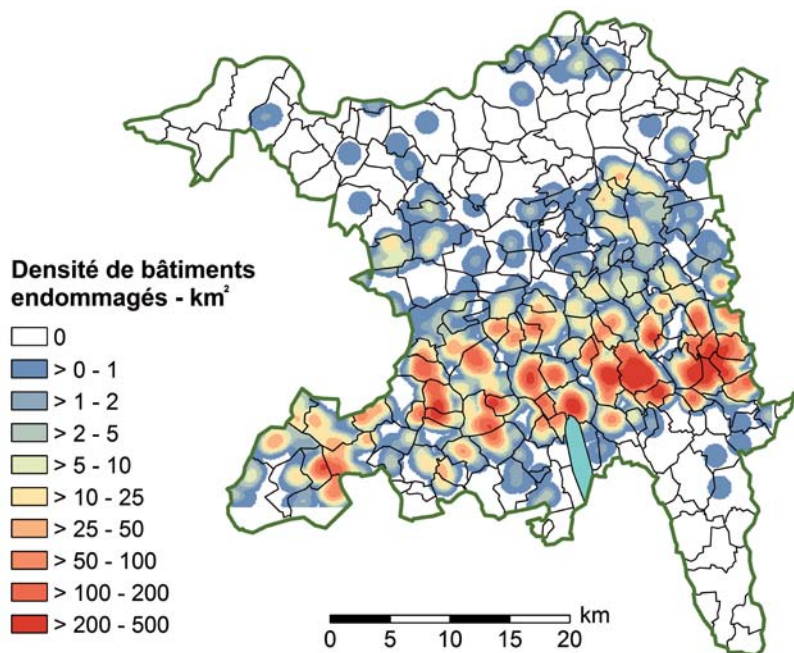 Densité de bâtiments
endommagés - km²
0
> 0 - 1
> 1 - 2
> 2 - 5
> 5 - 10
> 10 - 25
> 25 - 50
> 50 - 100
> 100 - 200
> 200 - 500
km
0 5 10 15 20